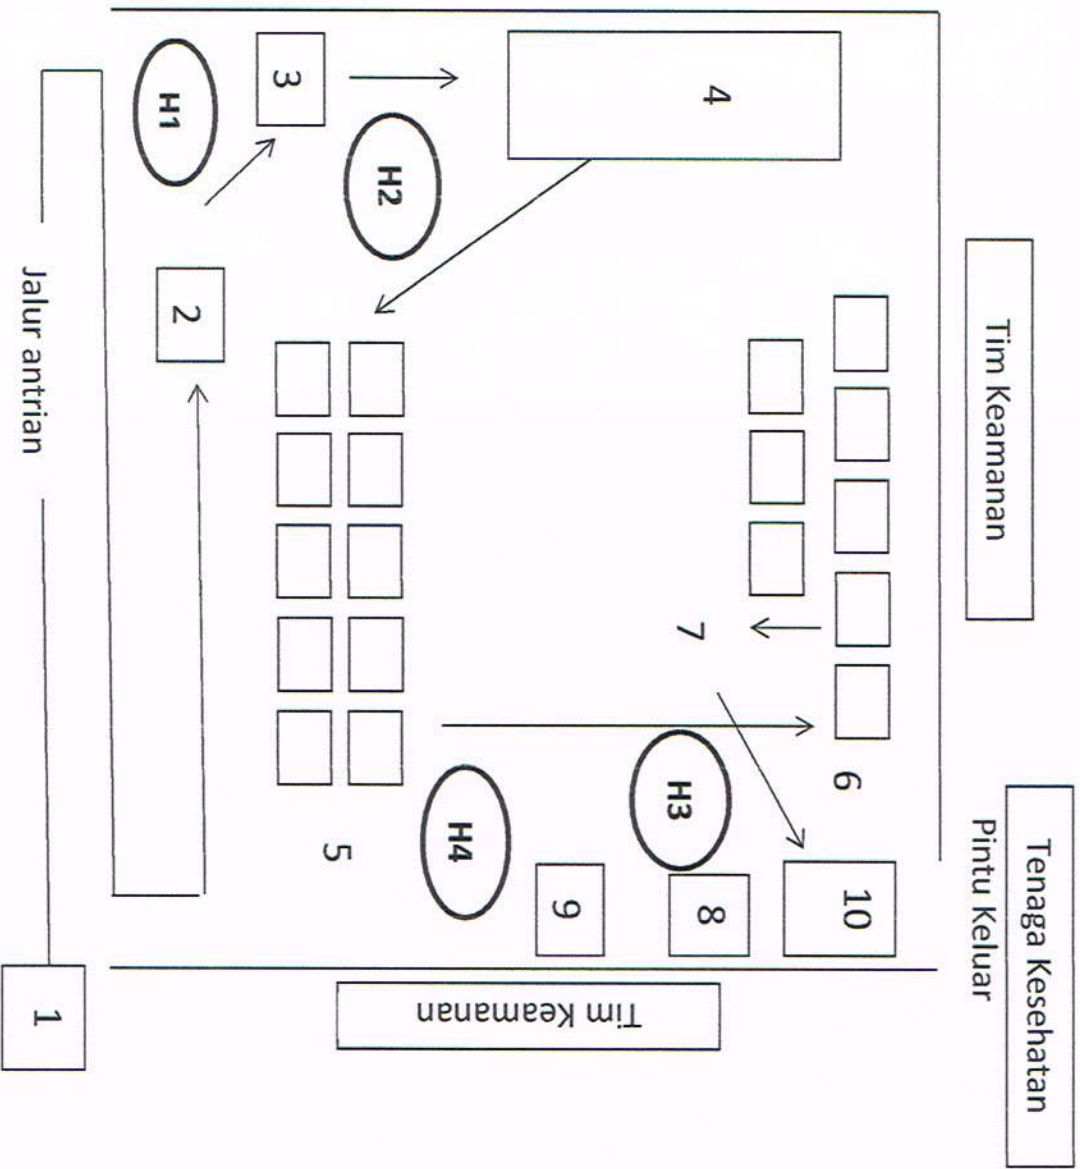 Tenaga Kesehatan
Tim Keamanan
Pintu Keluar
6
10
4
7
8
H3
9
Tim Keamanan
H4
H2
5
3
2
H1
Jalur antrian
1